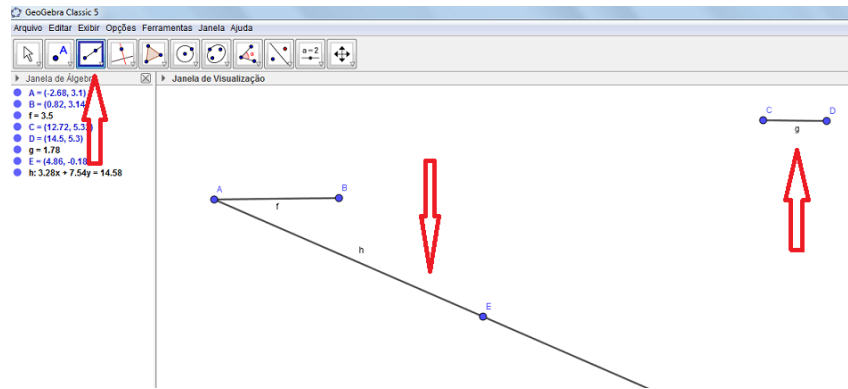 GeoGebra Classic 5
Arquivo Editar Exibir Opções Ferramentas Janela Ajuda
A
a=2
Janela de Álgebra
Janela de Visualização
A = (-2.68, 3.1)
B = (0.82, 3.14)
f = 3.5
C = (12.72, 5.3
D = (14.5, 5.3)
g = 1.78
E = (4.86, -0.18
h: 3.28x + 7.54y = 14.58
C
D
g
A
B
f
h
E